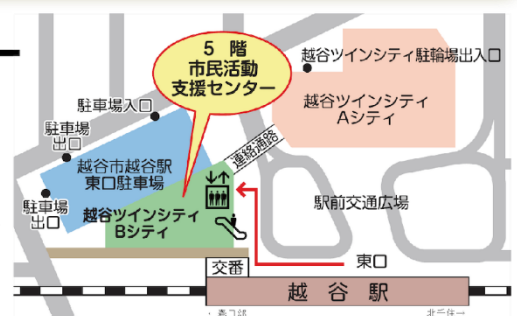 5 階
市民活動
支援センター
越谷ツインシティ駐輪場出入口
越谷ツインシティ
Aシティ
駐車場入口
駐車場
出口
越谷市越谷駅
東口駐車場
駐車場
出口
越谷ツインシティ
Bシティ
連絡通路
駅前交通広場
交番
東口
越谷駅
北千住→